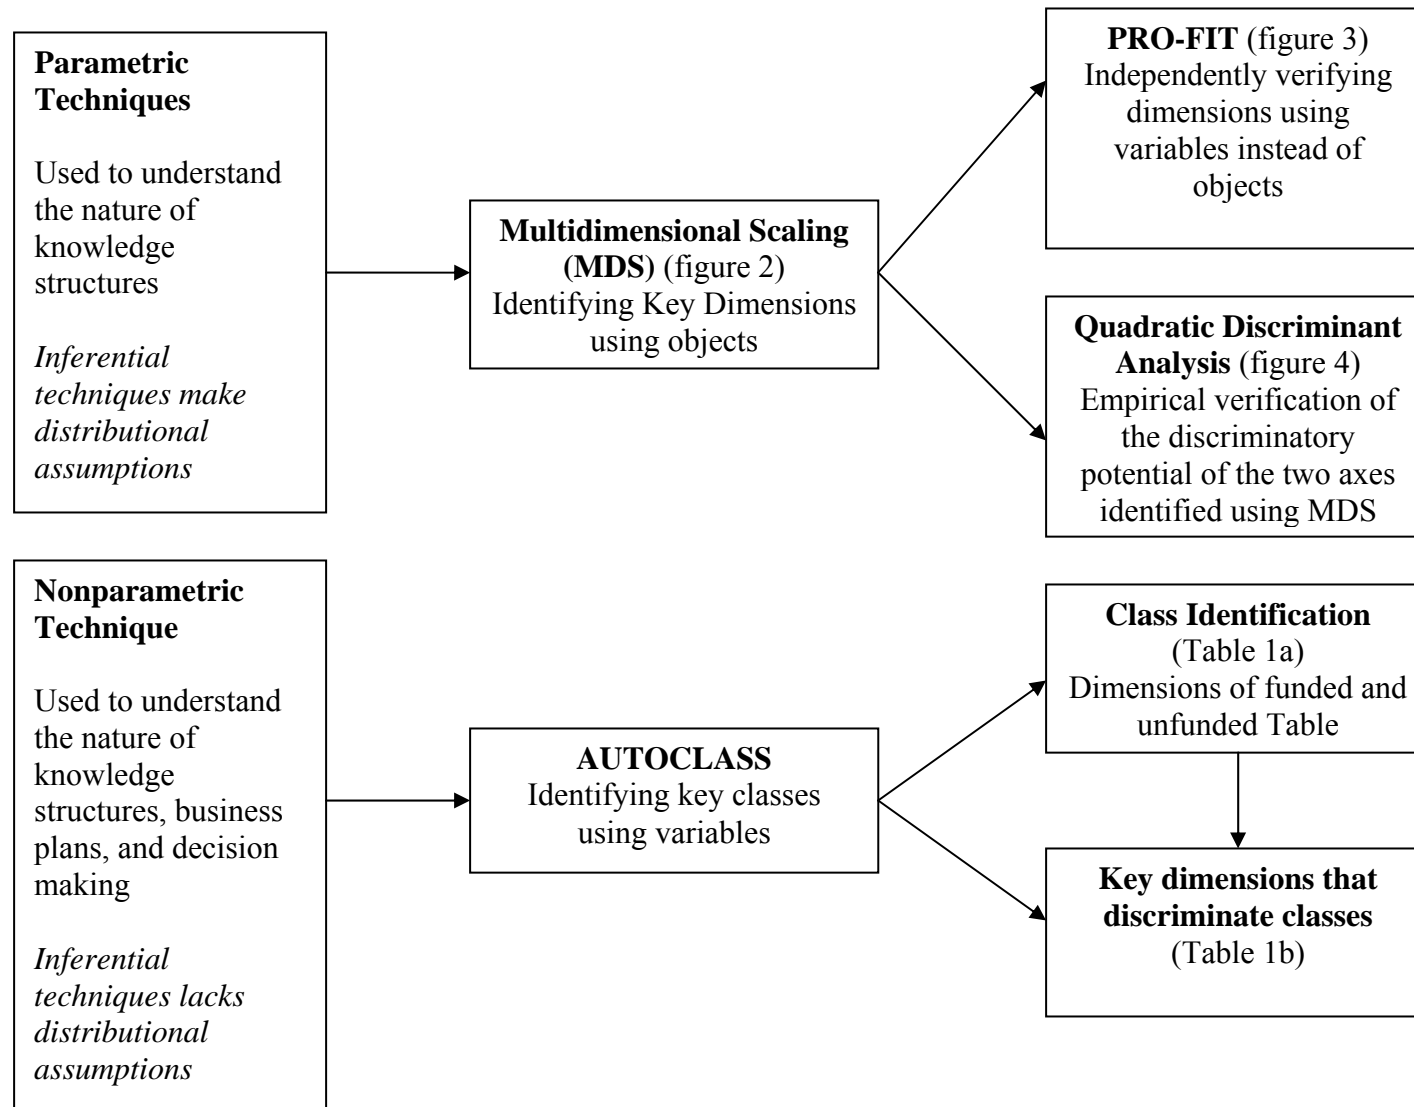 Parametric
Techniques
Used to understand
the nature of
knowledge
structures
Inferential
techniques make
distributional
assumptions
Multidimensional Scaling
(MDS) (figure 2)
Identifying Key Dimensions
using objects
PRO-FIT (figure 3)
Independently verifying
dimensions using
variables instead of
objects
Quadratic Discriminant
Analysis (figure 4)
Empirical verification of
the discriminatory
potential of the two axes
identified using MDS
Nonparametric
Technique
Used to understand
the nature of
knowledge
structures, business
plans, and decision
making
Inferential
techniques lacks
distributional
assumptions
AUTOCLASS
Identifying key classes
using variables
Class Identification
(Table 1a)
Dimensions of funded and
unfunded Table
Key dimensions that
discriminate classes
(Table 1b)